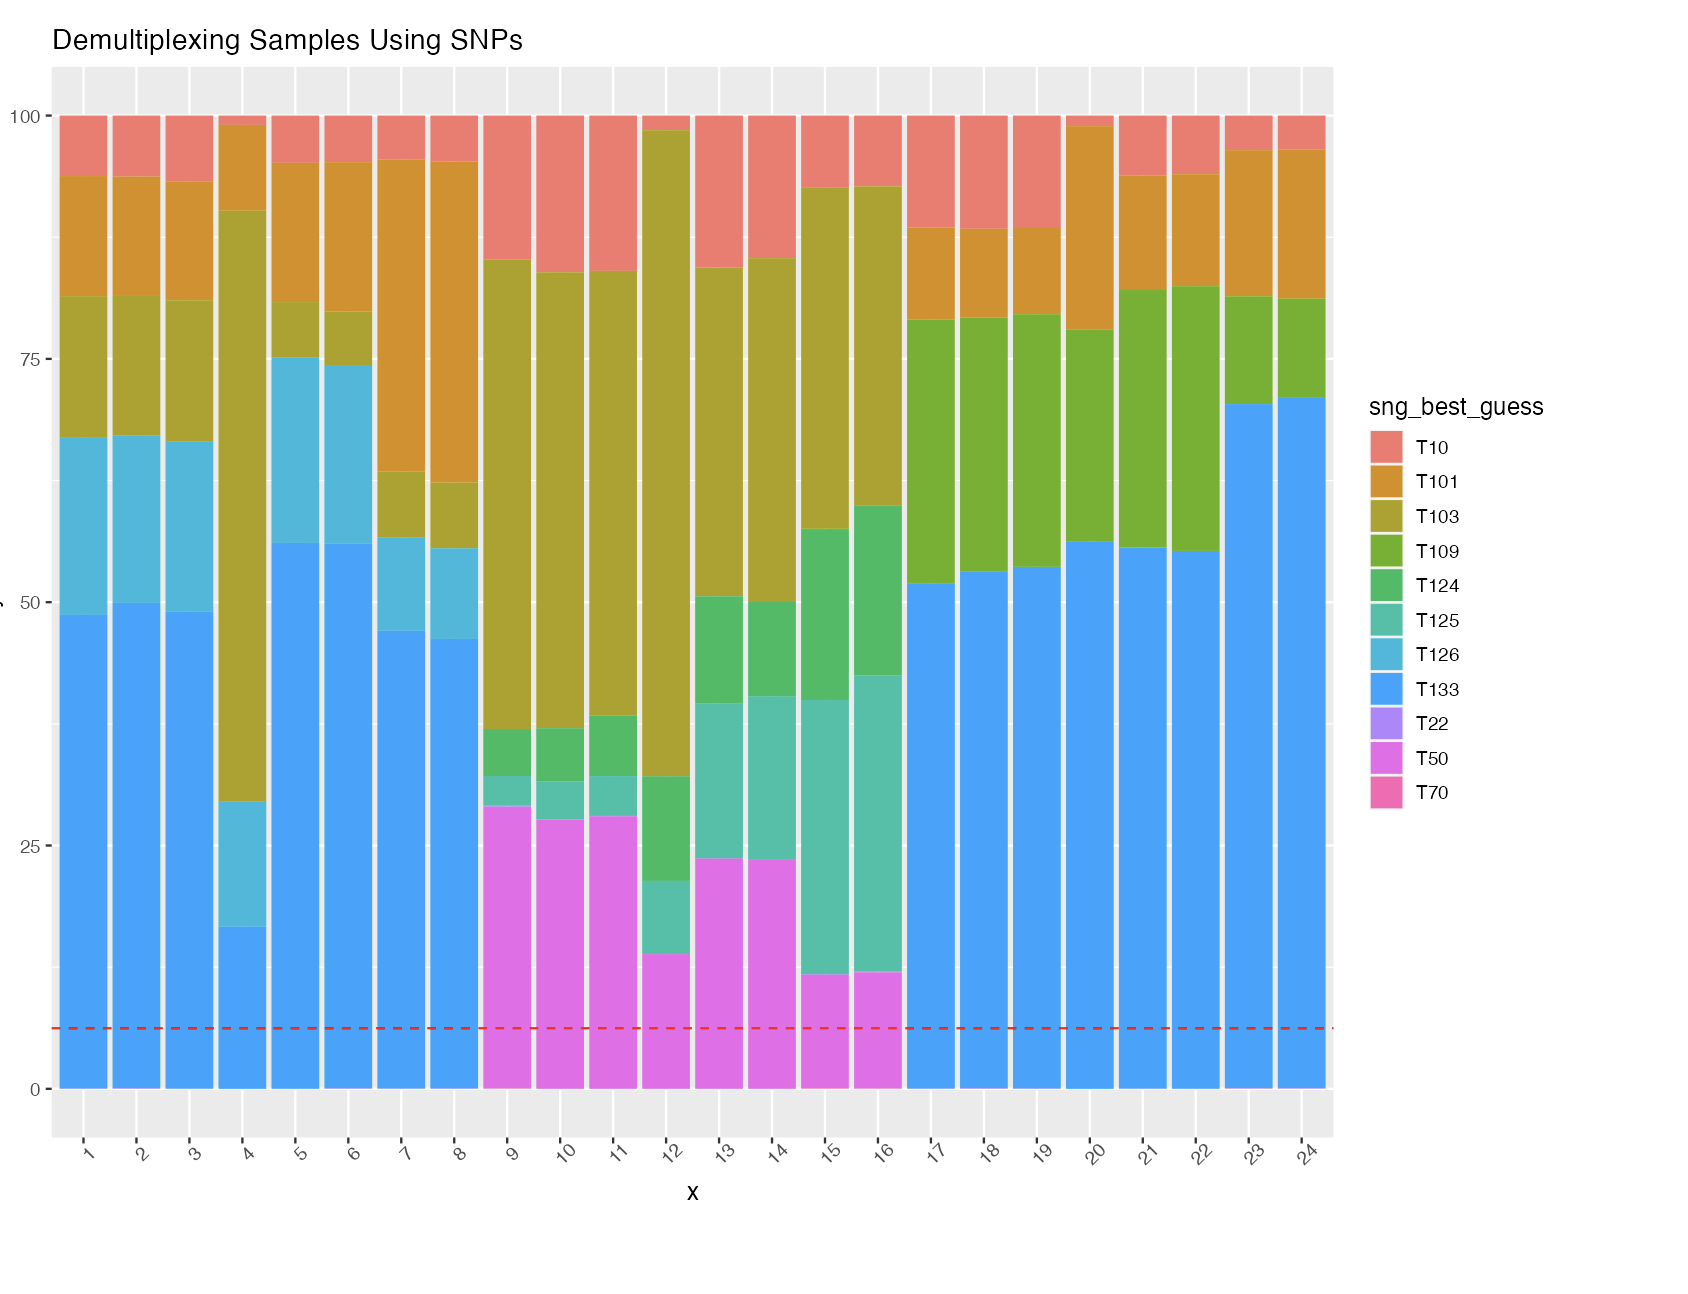 Demultiplexing Samples Using SNPs
100
75
50
25
0
1 2 3 4 5 6 7 8 9 10 11 12 13 14 15 16 17 18 19 20 21 22 23 24
x
sng_best_guess
T10
T101
T103
T109
T124
T125
T126
T133
T22
T50
T70